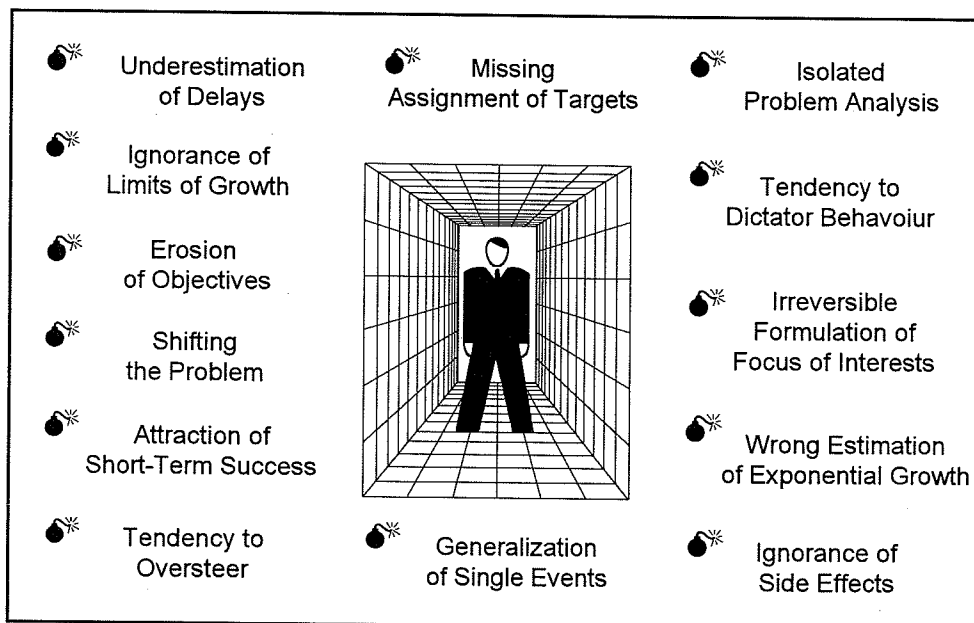 Underestimation
of Delays
Ignorance of
Limits of Growth
Erosion
of Objectives
Shifting
the Problem
Attraction of
Short-Term Success
Tendency to
Oversteer
Missing
Assignment of Targets
Generalization
of Single Events
Isolated
Problem Analysis
Tendency to
Dictator Behavoiur
Irreversible
Formulation of
Focus of Interests
Wrong Estimation
of Exponential Growth
Ignorance of
Side Effects